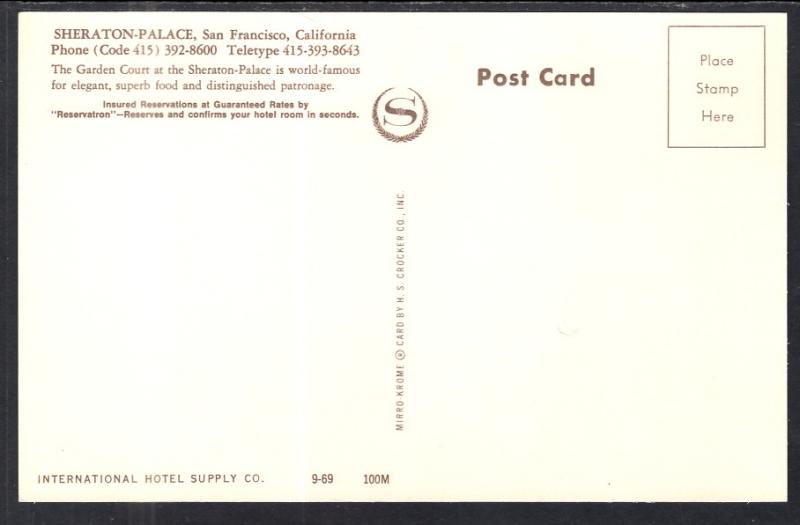 SHERATON-PALACE, San Francisco, California
Phone (Code 415) 392-8600 Teletype 415-393-8643
The Garden Court at the Sheraton-Palace is world-famous
for elegant, superb food and distinguished patronage.
Insured Reservations at Guaranteed Rates by
"Reservatron"—Reserves and confirms your hotel room in seconds.
S
Post Card
Place
Stamp
Here
MIRRO-KROME ® CARD BY H. S. CROCKER CO., INC.
INTERNATIONAL HOTEL SUPPLY CO. 9-69 100M